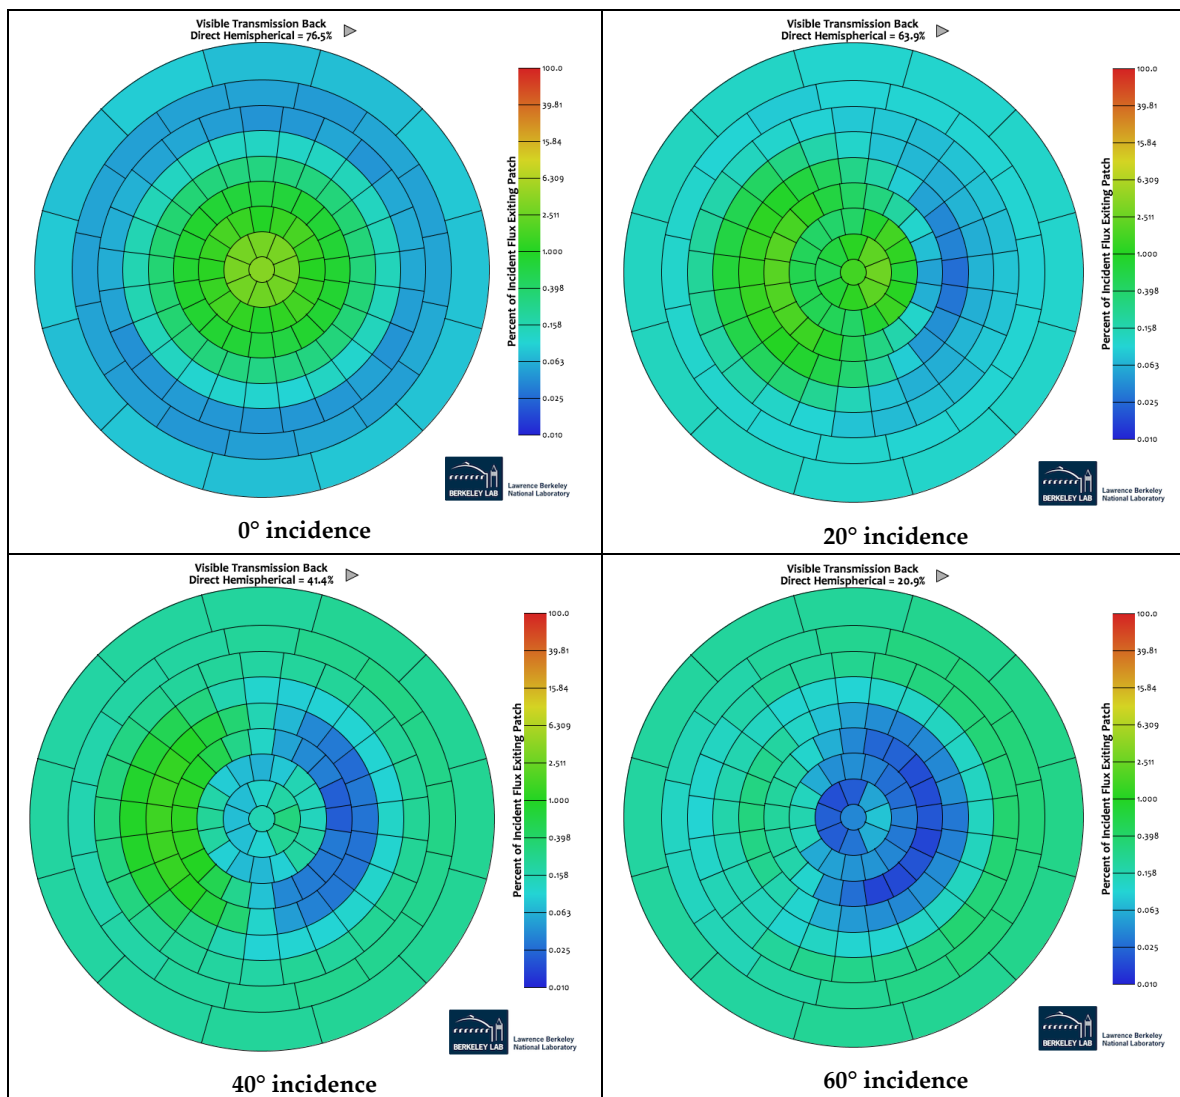 Visible Transmission Back
Direct Hemispherical = 76.5%
Percent of Incident Flux Exiting Patch
100.0
39.81
15.84
6.309
2.511
1.000
0.398
0.158
0.063
0.025
0.010
BERKELEY LAB
Lawrence Berkeley
National Laboratory
0° incidence
Visible Transmission Back
Direct Hemispherical = 63.9%
Percent of Incident Flux Exiting Patch
100.0
39.81
15.84
6.309
2.511
1.000
0.398
0.158
0.063
0.025
0.010
BERKELEY LAB
Lawrence Berkeley
National Laboratory
20° incidence
Visible Transmission Back
Direct Hemispherical = 41.4%
Percent of Incident Flux Exiting Patch
100.0
39.81
15.84
6.309
2.511
1.000
0.398
0.158
0.063
0.025
0.010
BERKELEY LAB
Lawrence Berkeley
National Laboratory
40° incidence
Visible Transmission Back
Direct Hemispherical = 20.9%
Percent of Incident Flux Exiting Patch
100.0
39.81
15.84
6.309
2.511
1.000
0.398
0.158
0.063
0.025
0.010
BERKELEY LAB
Lawrence Berkeley
National Laboratory
60° incidence